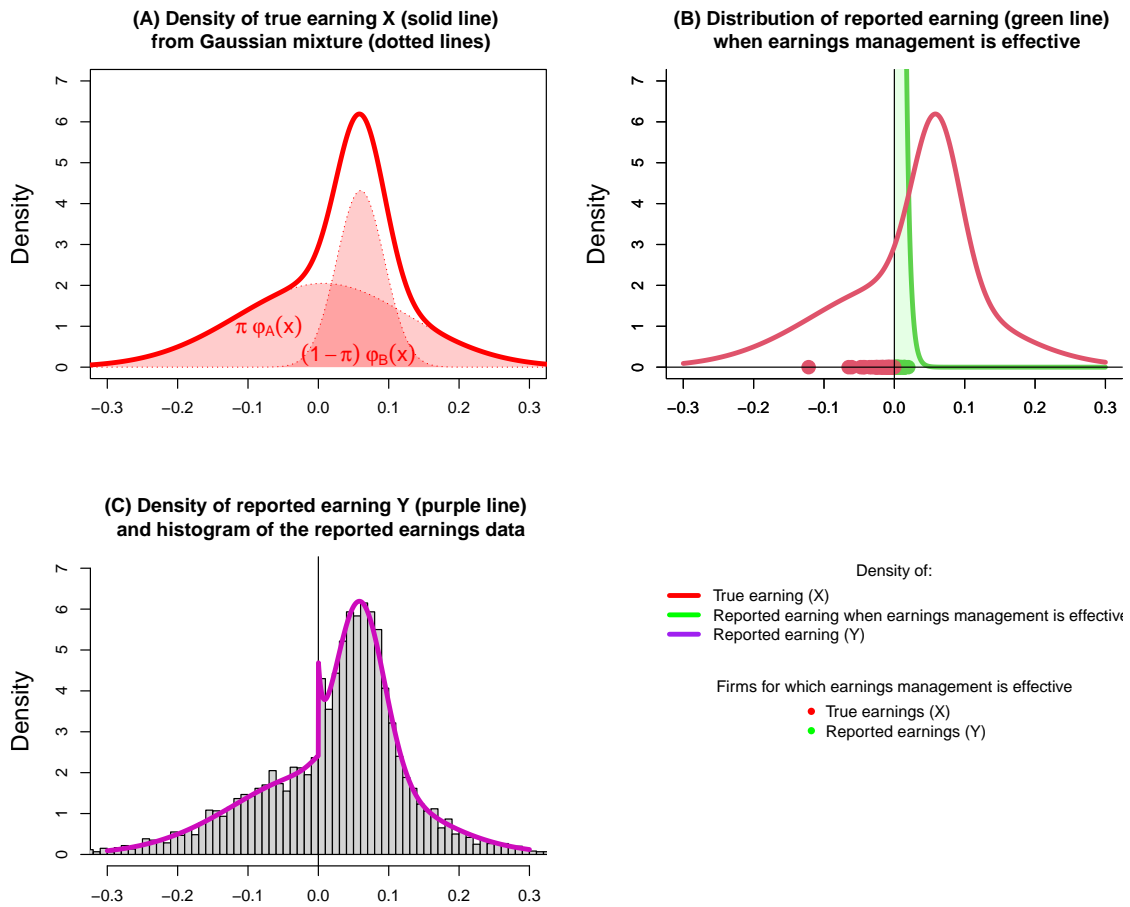 (A) Density of true earning X (solid line)
from Gaussian mixture (dotted lines)
Density
0 1 2 3 4 5 6 7
π φA(x)
(1−π) φB(x)
−0.3 −0.2 −0.1 0.0 0.1 0.2 0.3
(B) Distribution of reported earning (green line)
when earnings management is effective
Density
0 1 2 3 4 5 6 7
−0.3 −0.2 −0.1 0.0 0.1 0.2 0.3
(C) Density of reported earning Y (purple line)
and histogram of the reported earnings data
Density
0 1 2 3 4 5 6 7
−0.3 −0.2 −0.1 0.0 0.1 0.2 0.3
Density of:
True earning (X)
Reported earning when earnings management is effective
Reported earning (Y)
Firms for which earnings management is effective
True earnings (X)
Reported earnings (Y)